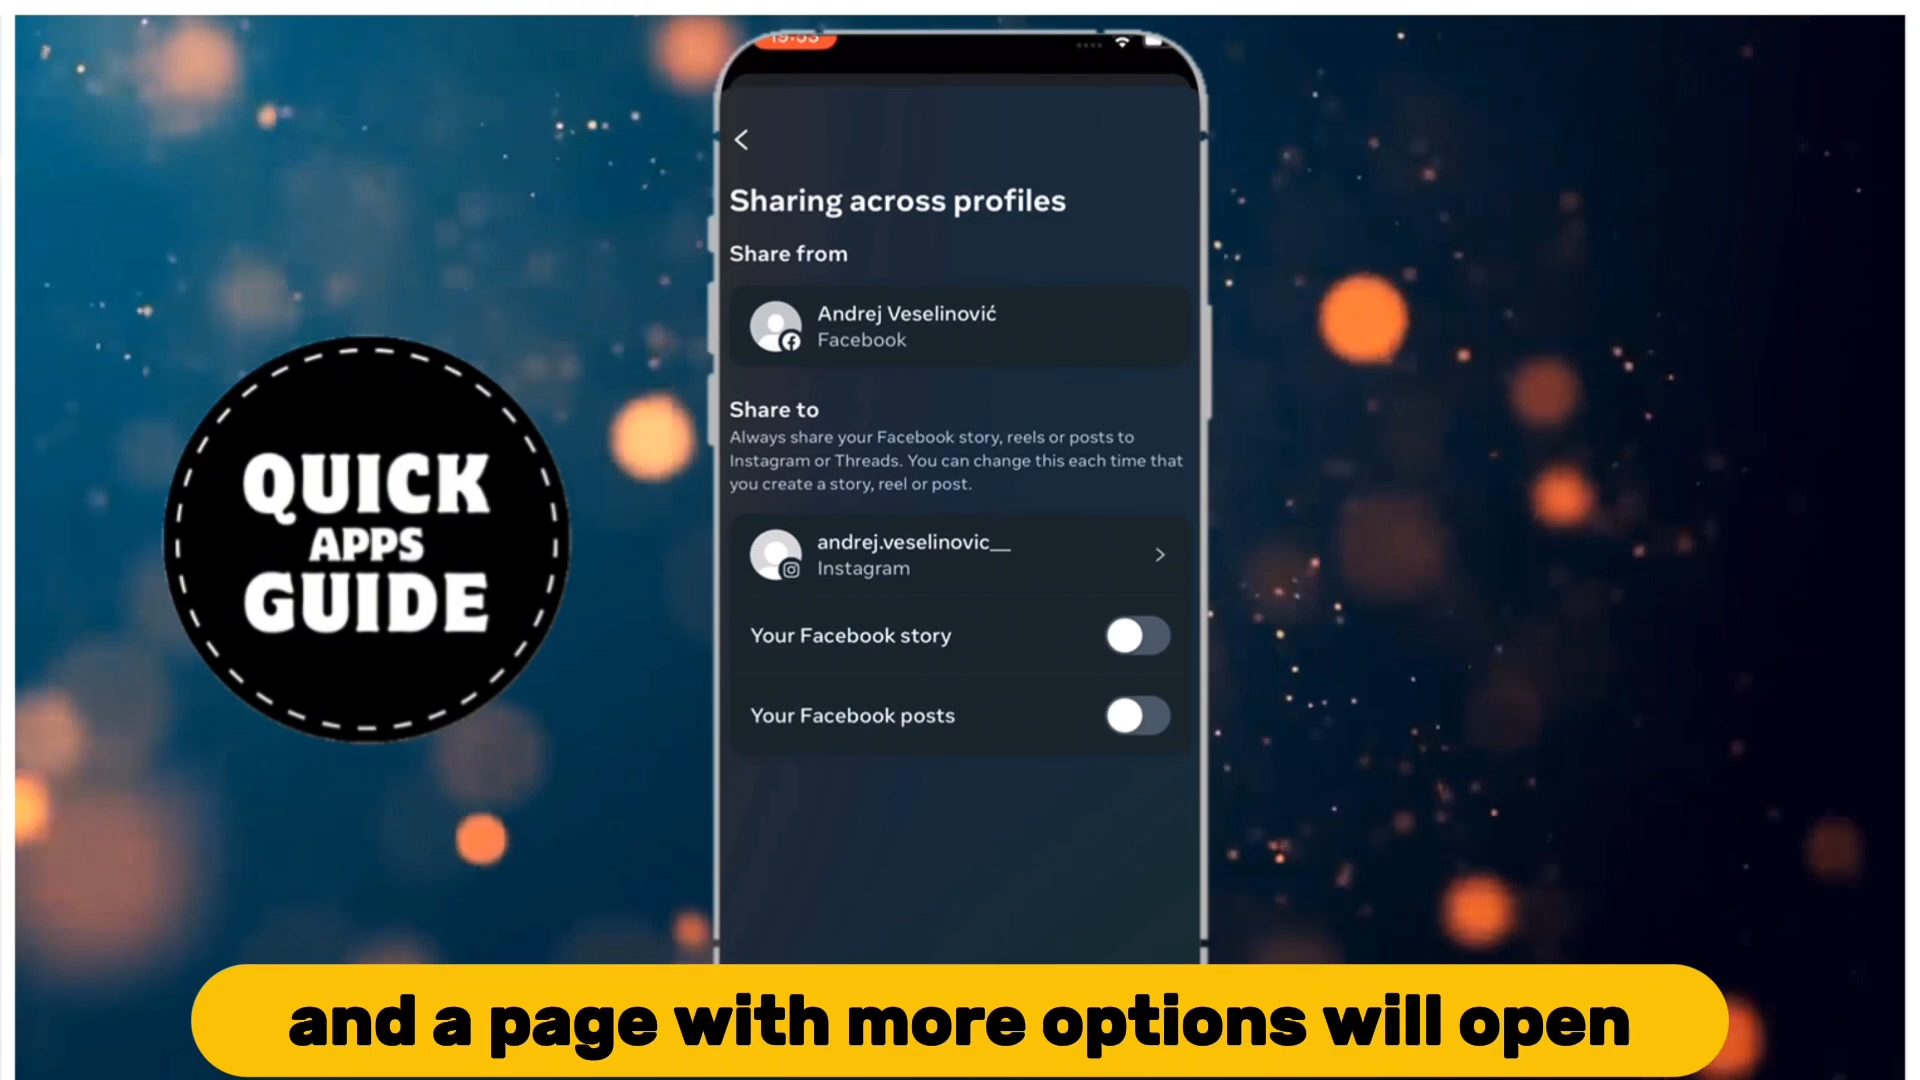 QUICK
APPS
GUIDE
19:53
Sharing across profiles
Share from
Andrej Veselinović
Facebook
Share to
Always share your Facebook story, reels or posts to
Instagram or Threads. You can change this each time that
you create a story, reel or post.
andrej.veselinovic__
Instagram
Your Facebook story
Your Facebook posts
and a page with more options will open